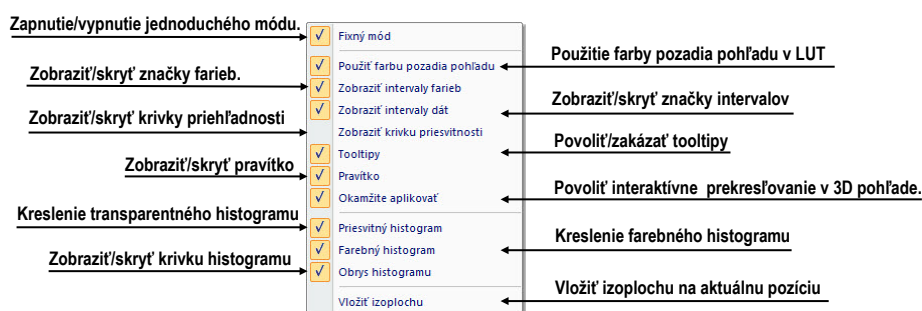 Zapnutie/vypnutie jednoduchého módu.
Fixný mód
Použiť farbu pozadia pohľadu
Použitie farby pozadia pohľadu v LUT
Zobraziť/skryť značky farieb.
Zobraziť intervaly farieb
Zobraziť intervaly dát
Zobraziť/skryť značky intervalov
Zobraziť/skryť krivky priehľadnosti
Zobraziť krivku priesvitnosti
Tooltipy
Povoliť/zakázať tooltipy
Zobraziť/skryť pravítko
Pravítko
Okamžite aplikovať
Povoliť interaktívne prekresľovanie v 3D pohľade.
Kreslenie transparentného histogramu
Priesvitný histogram
Farebný histogram
Kreslenie farebného histogramu
Zobraziť/skryť krivku histogramu
Obrys histogramu
Vložiť izoplochu
Vložiť izoplochu na aktuálnu pozíciu